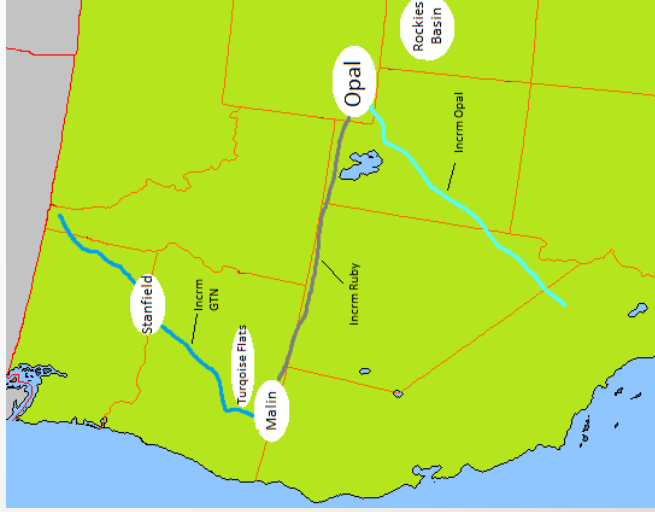 Rockies
Basin
Opal
Incrm Opal
Stanfield
Incrm
GTN
Incrm Ruby
Turqoise Flats
Malin